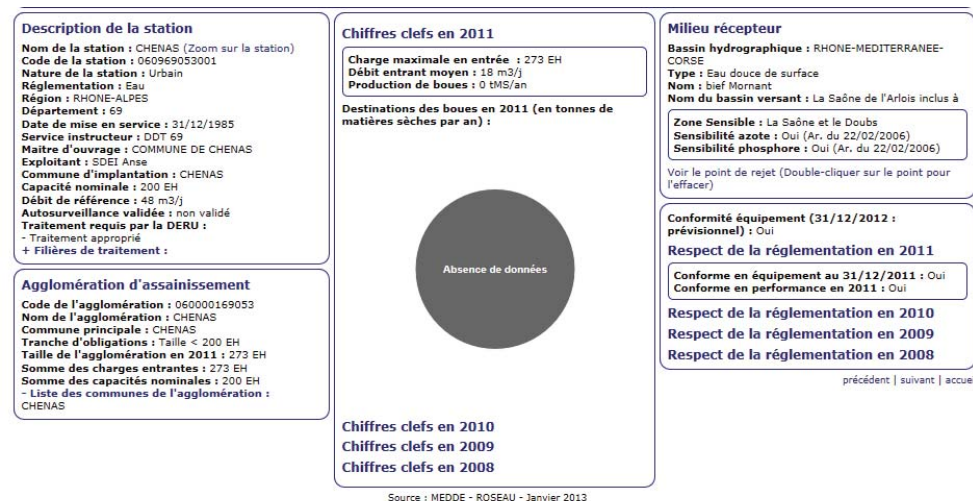 Description de la station
Nom de la station : CHENAS (Zoom sur la station)
Code de la station : 060969053001
Nature de la station : Urbain
Réglementation : Eau
Région : RHONE-ALPES
Département : 69
Date de mise en service : 31/12/1985
Service instructeur : DDT 69
Maitre d'ouvrage : COMMUNE DE CHENAS
Exploitant : SDEI Anse
Commune d'implantation : CHENAS
Capacité nominale : 200 EH
Débit de référence : 48 m3/j
Autosurveillance validée : non validé
Traitement requis par la DERU :
- Traitement approprié
+ Filières de traitement :
Agglomération d'assainissement
Code de l'agglomération : 060000169053
Nom de l'agglomération : CHENAS
Commune principale : CHENAS
Tranche d'obligations : Taille < 200 EH
Taille de l'agglomération en 2011 : 273 EH
Somme des charges entrantes : 273 EH
Somme des capacités nominales : 200 EH
- Liste des communes de l'agglomération :
CHENAS
Chiffres clefs en 2011
Charge maximale en entrée : 273 EH
Débit entrant moyen : 18 m3/j
Production de boues : 0 tMS/an
Destinations des boues en 2011 (en tonnes de
matières sèches par an) :
Absence de données
Chiffres clefs en 2010
Chiffres clefs en 2009
Chiffres clefs en 2008
Milieu récepteur
Bassin hydrographique : RHONE-MEDITERRANEE-
CORSE
Type : Eau douce de surface
Nom : bief Mornant
Nom du bassin versant : La Saône de l'Arlois inclus à
Zone Sensible : La Saône et le Doubs
Sensibilité azote : Oui (Ar. du 22/02/2006)
Sensibilité phosphore : Oui (Ar. du 22/02/2006)
Voir le point de rejet (Double-cliquer sur le point pour
l'effacer)
Conformité équipement (31/12/2012 :
prévisionnel) : Oui
Respect de la réglementation en 2011
Conforme en équipement au 31/12/2011 : Oui
Conforme en performance en 2011 : Oui
Respect de la réglementation en 2010
Respect de la réglementation en 2009
Respect de la réglementation en 2008
précédent | suivant | accue
Source : MEDDE - ROSEAU - Janvier 2013